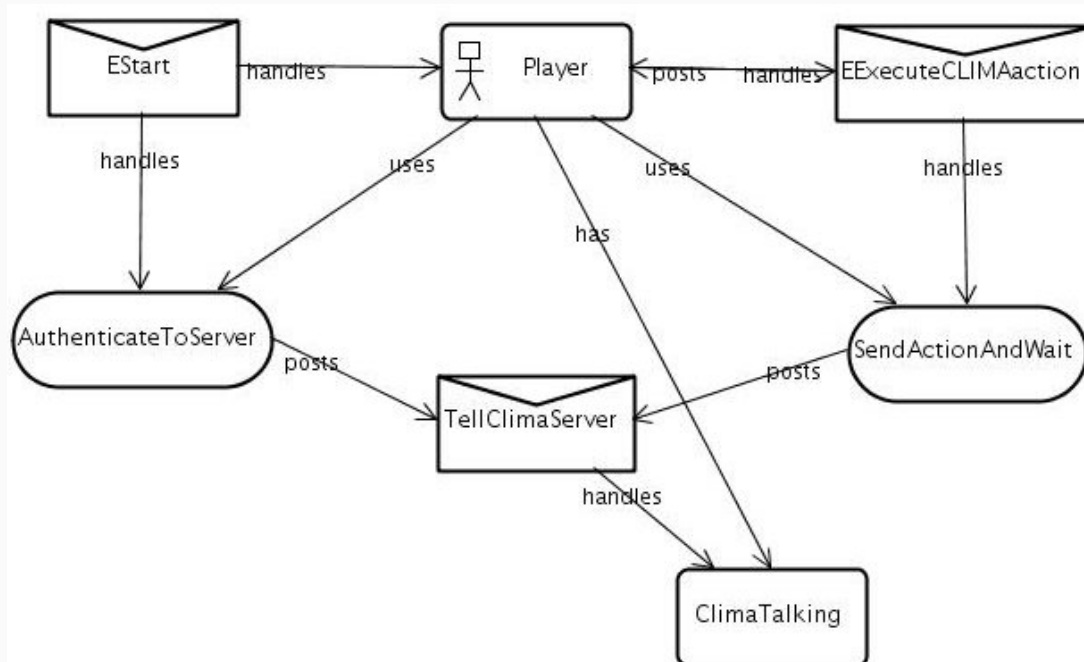 EStart
handles
Player
posts
handles
EExecuteCLIMAaction
handles
uses
uses
handles
has
AuthenticateToServer
SendActionAndWait
posts
posts
TellClimaServer
handles
ClimaTalking